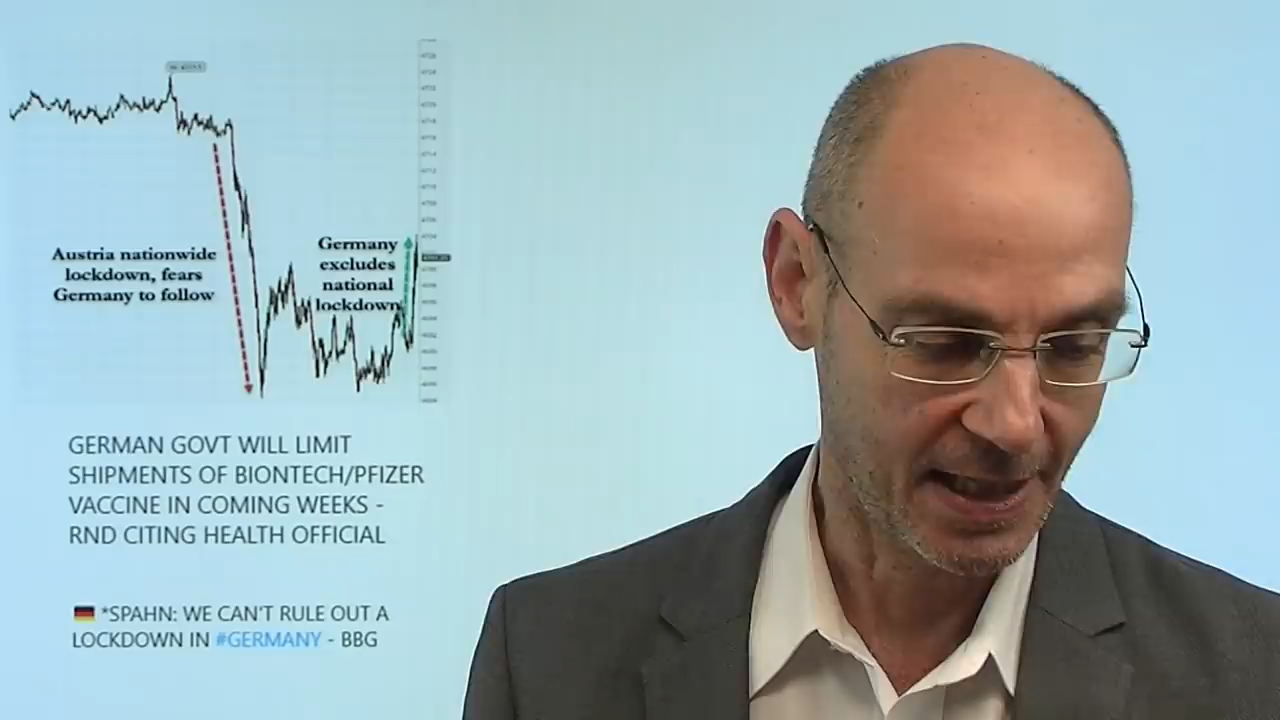 Austria nationwide
lockdown, fears
Germany to follow
Germany
excludes
national
lockdown
GERMAN GOVT WILL LIMIT
SHIPMENTS OF BIONTECH/PFIZER
VACCINE IN COMING WEEKS -
RND CITING HEALTH OFFICIAL
*SPAHN: WE CAN'T RULE OUT A
LOCKDOWN IN #GERMANY - BBG